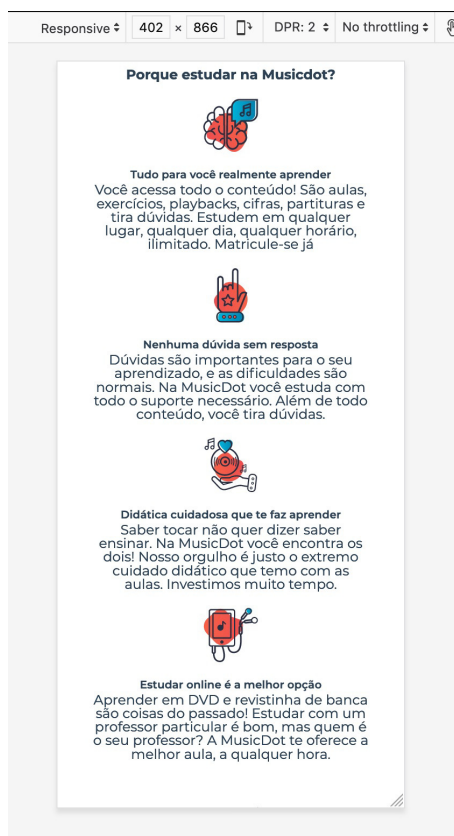 Responsive 402 × 866 DPR: 2 No throttling
Porque estudar na Musicdot?
Tudo para você realmente aprender
Você acessa todo o conteúdo! São aulas,
exercícios, playbacks, cifras, partituras e
tira dúvidas. Estudem em qualquer
lugar, qualquer dia, qualquer horário,
ilimitado. Matricule-se já
Nenhuma dúvida sem resposta
Dúvidas são importantes para o seu
aprendizado, e as dificuldades são
normais. Na MusicDot você estuda com
todo o suporte necessário. Além de todo
conteúdo, você tira dúvidas.
Didática cuidadosa que te faz aprender
Saber tocar não quer dizer saber
ensinar. Na MusicDot você encontra os
dois! Nosso orgulho é justo o extremo
cuidado didático que temo com as
aulas. Investimos muito tempo.
Estudar online é a melhor opção
Aprender em DVD e revistinha de banca
são coisas do passado! Estudar com um
professor particular é bom, mas quem é
o seu professor? A MusicDot te oferece a
melhor aula, a qualquer hora.